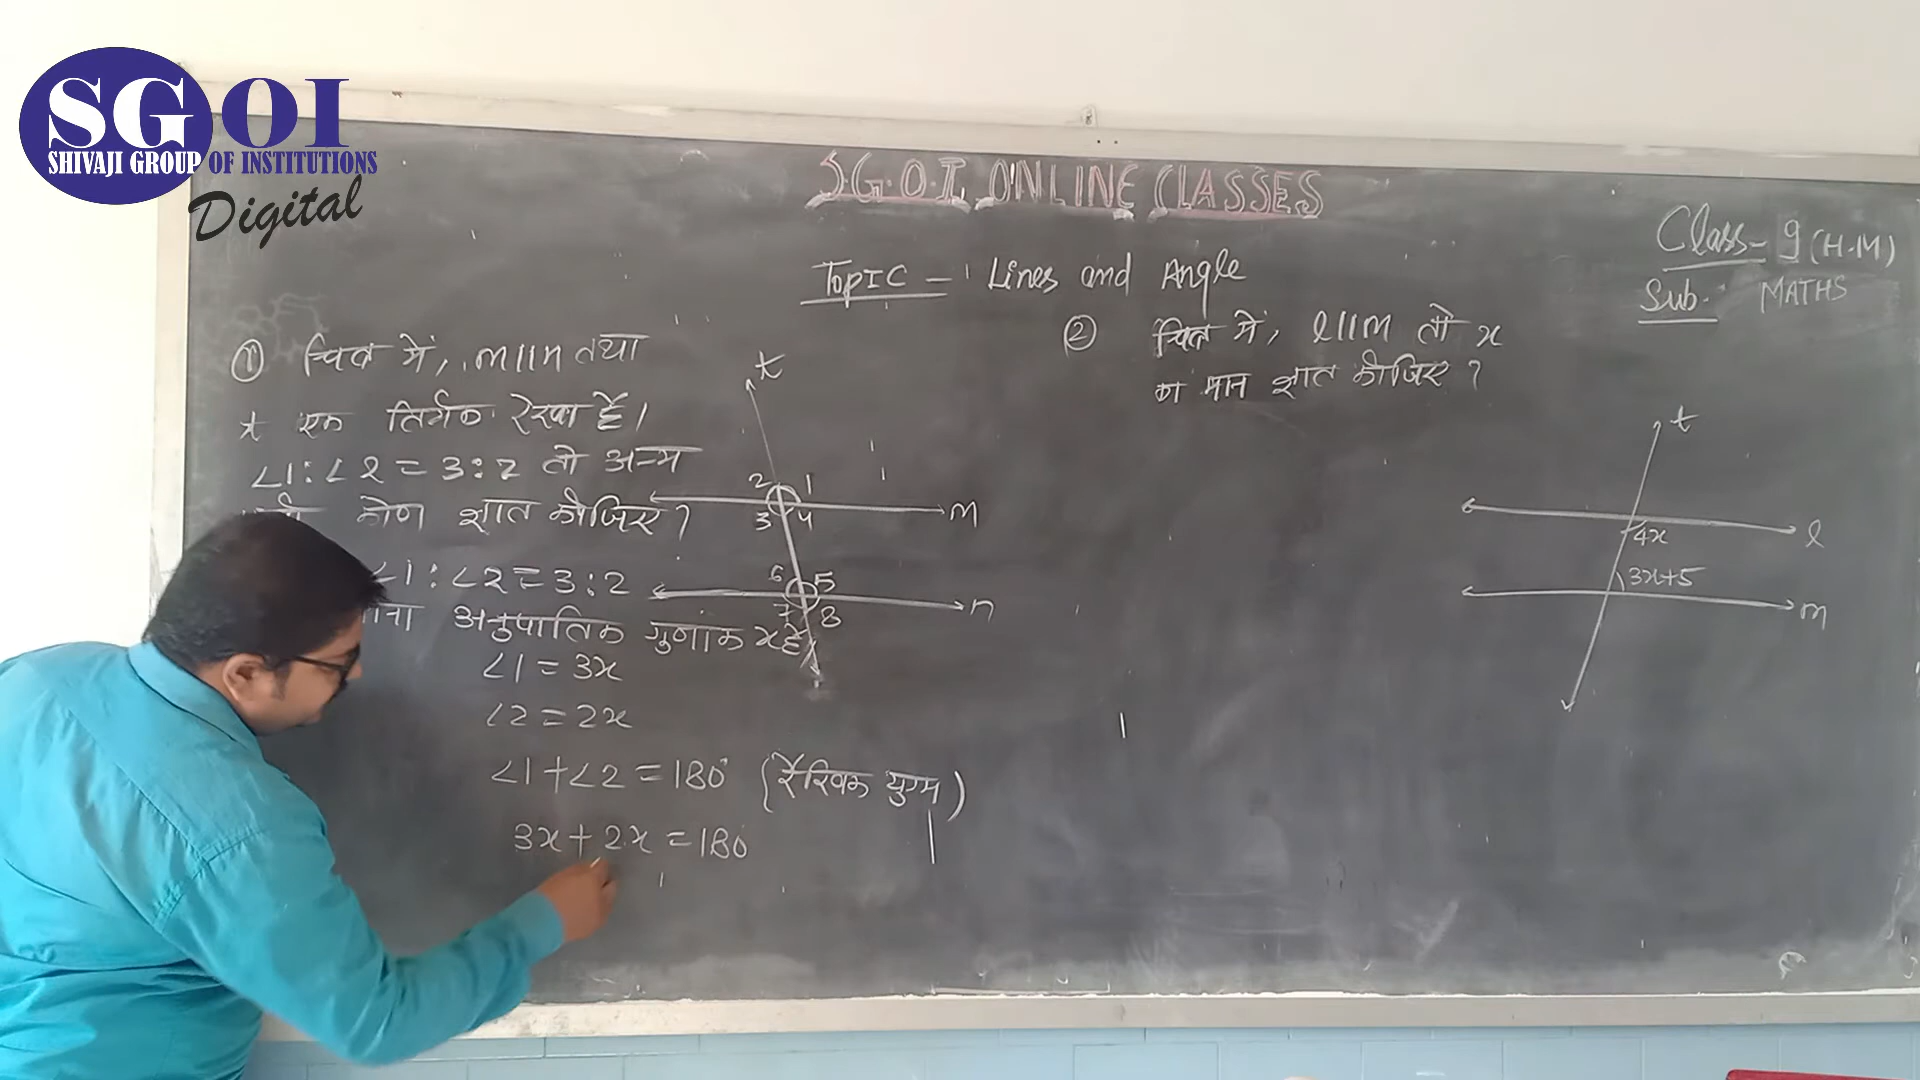 SGOI
SHIVAJI GROUP OF INSTITUTIONS
Digital
S.G.O.I. ONLINE CLASSES
Class-9 (H.M)
Sub. MATHS
TOPIC - Lines and Angle
① चित्र में, m||n तथा
t एक तिर्यक रेखा है।
∠1:∠2=3:2 तो अन्य
कोण ज्ञात कीजिए?
∠1:∠2=3:2
माना अनुपातिक गुणांक x है
∠1=3x
∠2=2x
∠1+∠2=180° (रैखिक युग्म)
3x+2x=180
t
2 1
3 4
m
6 5
7 8
n
② चित्र में, l||m तो x
का मान ज्ञात कीजिए?
t
4x
l
3x+5
m